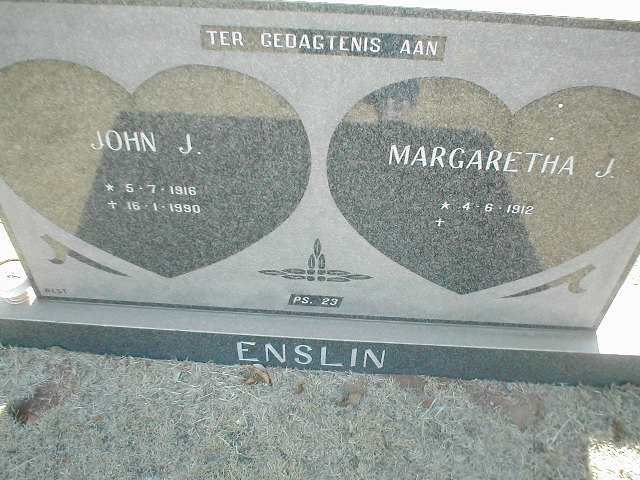 TER GEDAGTENIS AAN
JOHN J.
* 5·7·1916
† 16·1·1990
MARGARETHA J.
* 4·6·1912
†
PS. 23
ENSLIN